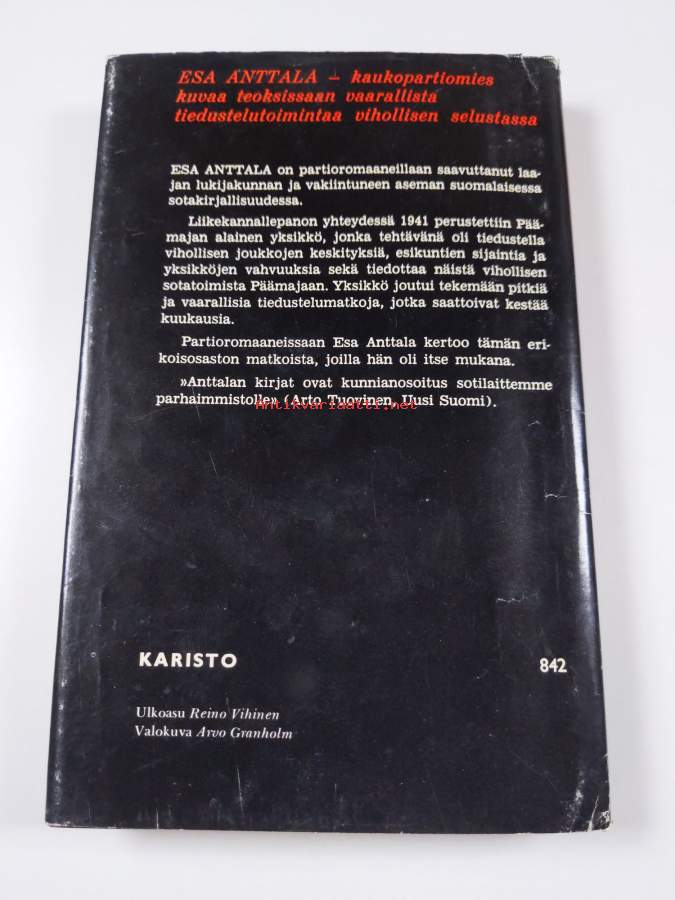 ESA ANTTALA – kaukopartiomies
kuvaa teoksissaan vaarallista
tiedustelutoimintaa vihollisen selustassa
ESA ANTTALA on partioromaaneillaan saavuttanut laa-
jan lukijakunnan ja vakiintuneen aseman suomalaisessa
sotakirjallisuudessa.
Liikekannallepanon yhteydessä 1941 perustettiin Pää-
majan alainen yksikkö, jonka tehtävänä oli tiedustella
vihollisen joukkojen keskityksiä, esikuntien sijaintia ja
yksikköjen vahvuuksia sekä tiedottaa näistä vihollisen
sotatoimista Päämajaan. Yksikkö joutui tekemään pitkiä
ja vaarallisia tiedustelumatkoja, jotka saattoivat kestää
kuukausia.
Partioromaaneissaan Esa Anttala kertoo tämän eri-
koisosaston matkoista, joilla hän oli itse mukana.
»Anttalan kirjat ovat kunnianosoitus sotilaittemme
parhaimmistolle» (Arto Tuovinen, Uusi Suomi).
Antikvariaatti.net
KARISTO 842
Ulkoasu Reino Vihinen
Valokuva Arvo Granholm